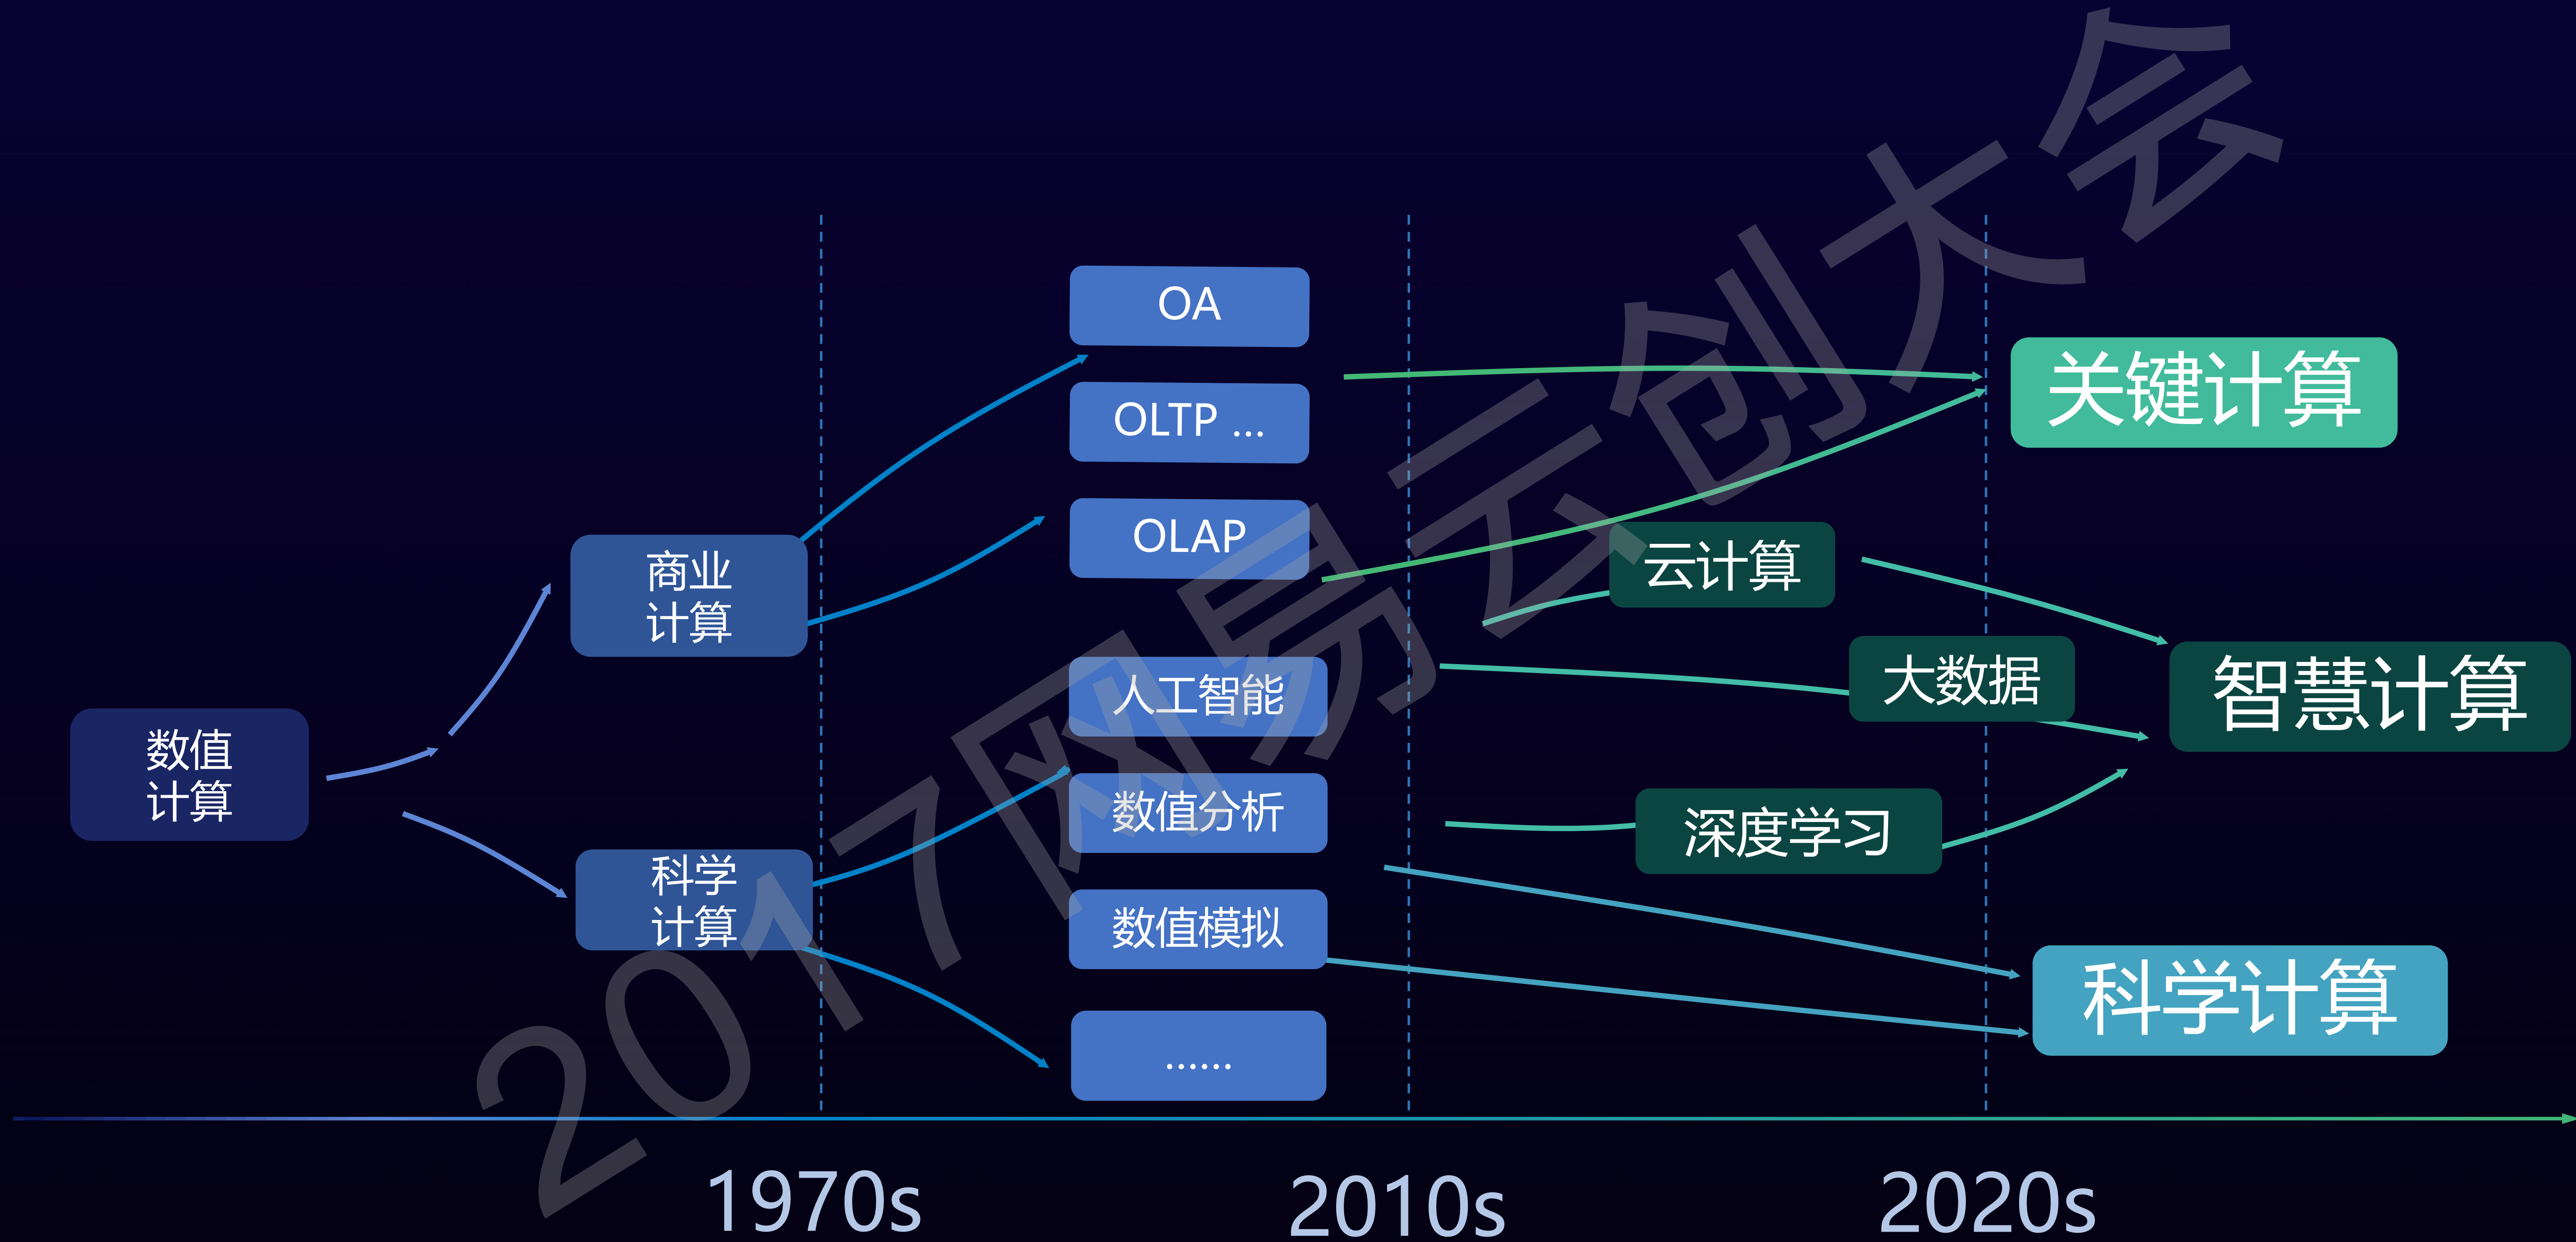 OA
OLTP ...
OLAP
商业
计算
数值
计算
科学
计算
人工智能
数值分析
数值模拟
......
云计算
大数据
深度学习
关键计算
智慧计算
科学计算
1970s
2010s
2020s
2017网易云创大会